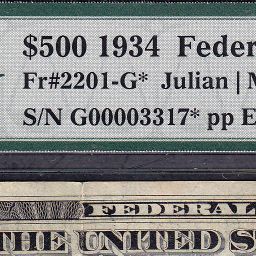 $500 1934 Feder
Fr#2201-G* Julian | M
S/N G00003317* pp E
FEDERAL
THE UNITED S